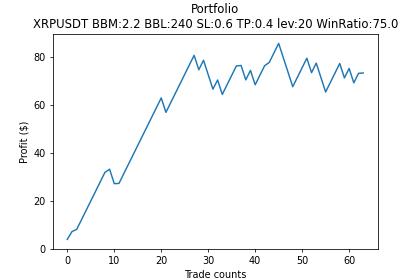 Portfolio
XRPUSDT BBM:2.2 BBL:240 SL:0.6 TP:0.4 lev:20 WinRatio:75.0
80
60
40
20
0
Profit ($)
0 10 20 30 40 50 60
Trade counts